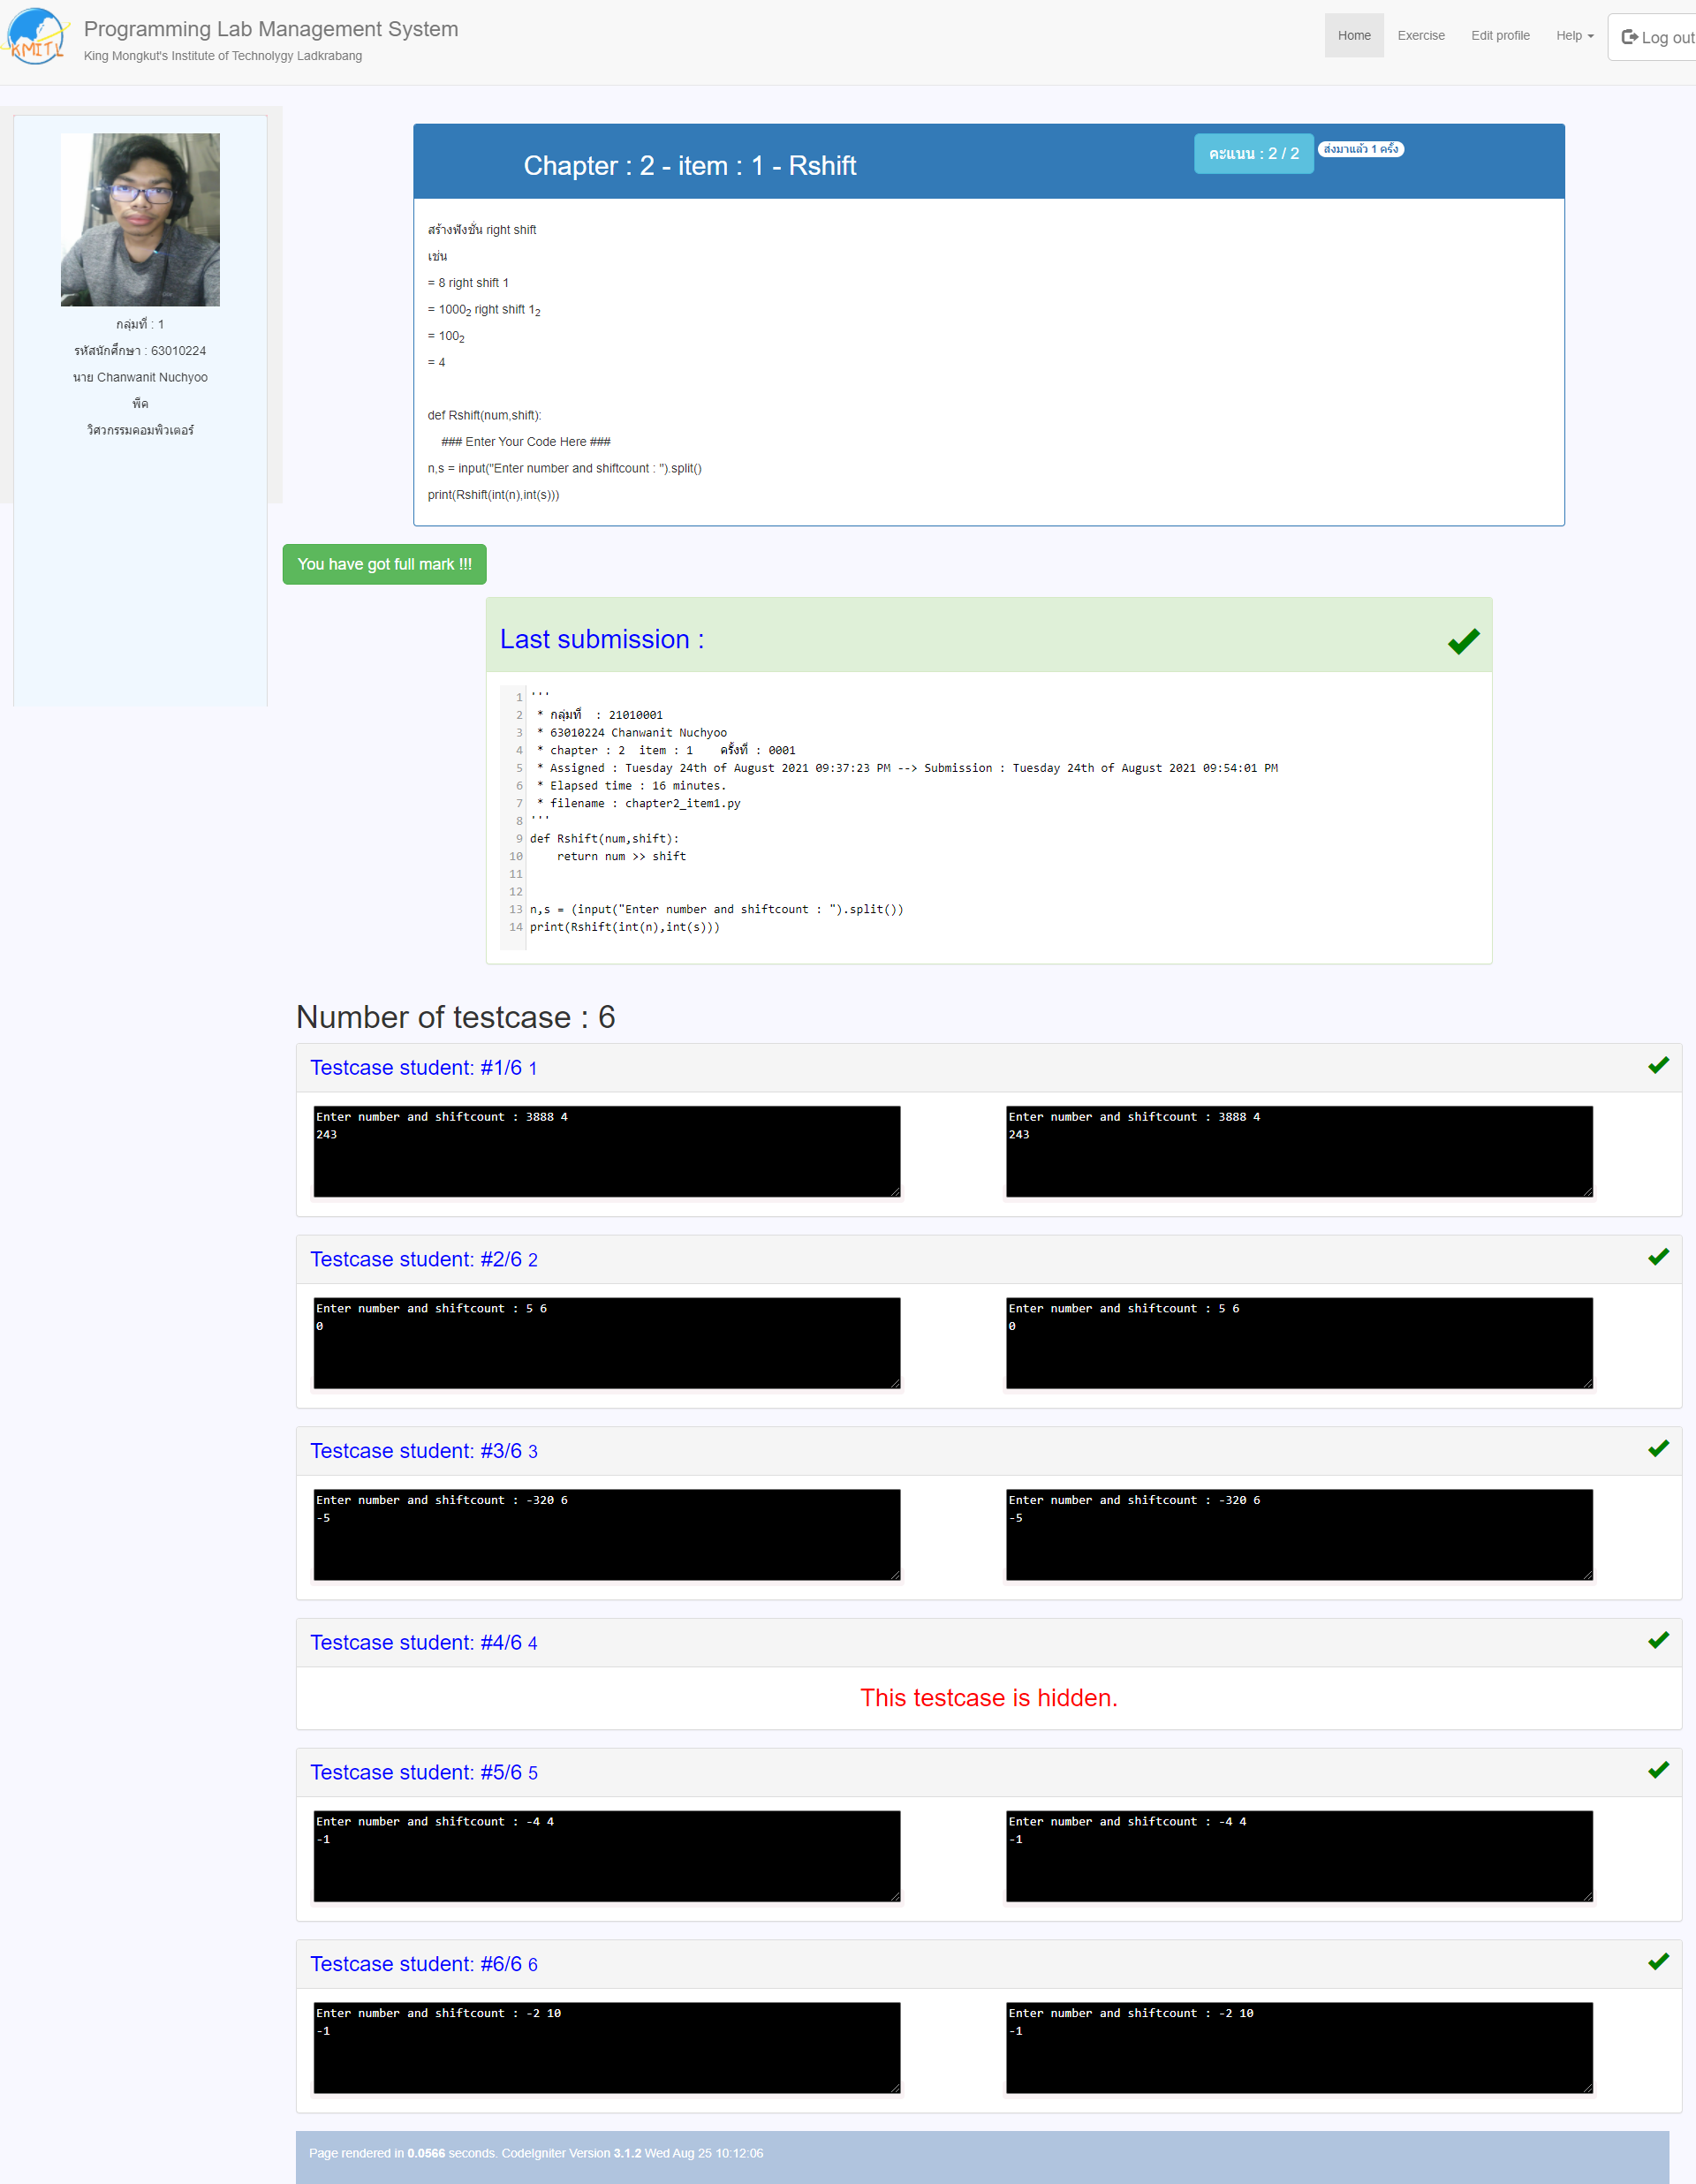 KMITL
Programming Lab Management System
King Mongkut's Institute of Technolygy Ladkrabang
Home
Exercise
Edit profile
Help
Log out
กลุ่มที่ : 1
รหัสนักศึกษา : 63010224
นาย Chanwanit Nuchyoo
พีค
วิศวกรรมคอมพิวเตอร์
Chapter : 2 - item : 1 - Rshift
คะแนน : 2 / 2
ส่งมาแล้ว 1 ครั้ง
สร้างฟังชั่น right shift
เช่น
= 8 right shift 1
= 1000₂ right shift 1₂
= 100₂
= 4
def Rshift(num,shift):
### Enter Your Code Here ###
n,s = input("Enter number and shiftcount : ").split()
print(Rshift(int(n),int(s)))
You have got full mark !!!
Last submission :
1 '''
2 * กลุ่มที่ : 21010001
3 * 63010224 Chanwanit Nuchyoo
4 * chapter : 2 item : 1 ครั้งที่ : 0001
5 * Assigned : Tuesday 24th of August 2021 09:37:23 PM --> Submission : Tuesday 24th of August 2021 09:54:01 PM
6 * Elapsed time : 16 minutes.
7 * filename : chapter2_item1.py
8 '''
9 def Rshift(num,shift):
10 return num >> shift
11
12
13 n,s = (input("Enter number and shiftcount : ").split())
14 print(Rshift(int(n),int(s)))
Number of testcase : 6
Testcase student: #1/6 1
Enter number and shiftcount : 3888 4
243
Enter number and shiftcount : 3888 4
243
Testcase student: #2/6 2
Enter number and shiftcount : 5 6
0
Enter number and shiftcount : 5 6
0
Testcase student: #3/6 3
Enter number and shiftcount : -320 6
-5
Enter number and shiftcount : -320 6
-5
Testcase student: #4/6 4
This testcase is hidden.
Testcase student: #5/6 5
Enter number and shiftcount : -4 4
-1
Enter number and shiftcount : -4 4
-1
Testcase student: #6/6 6
Enter number and shiftcount : -2 10
-1
Enter number and shiftcount : -2 10
-1
Page rendered in 0.0566 seconds. CodeIgniter Version 3.1.2 Wed Aug 25 10:12:06